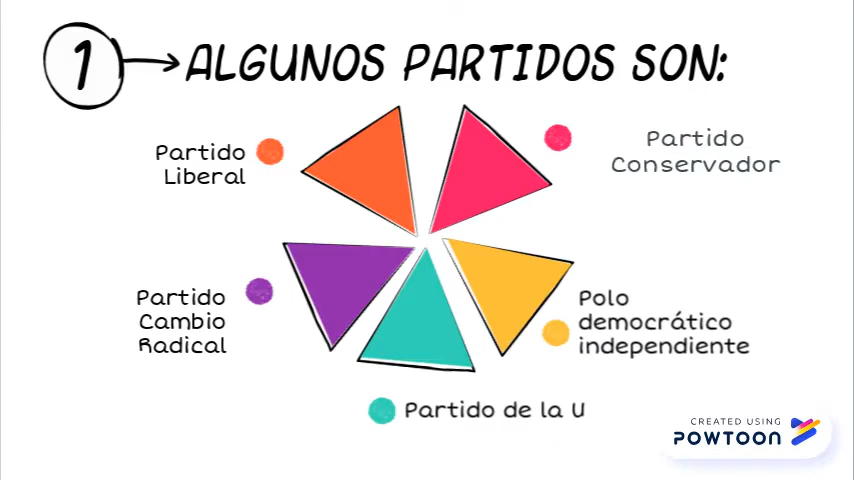 1
ALGUNOS PARTIDOS SON:
Partido
Liberal
Partido
Conservador
Partido
Cambio
Radical
Polo
democrático
independiente
Partido de la U
CREATED USING
POWTOON